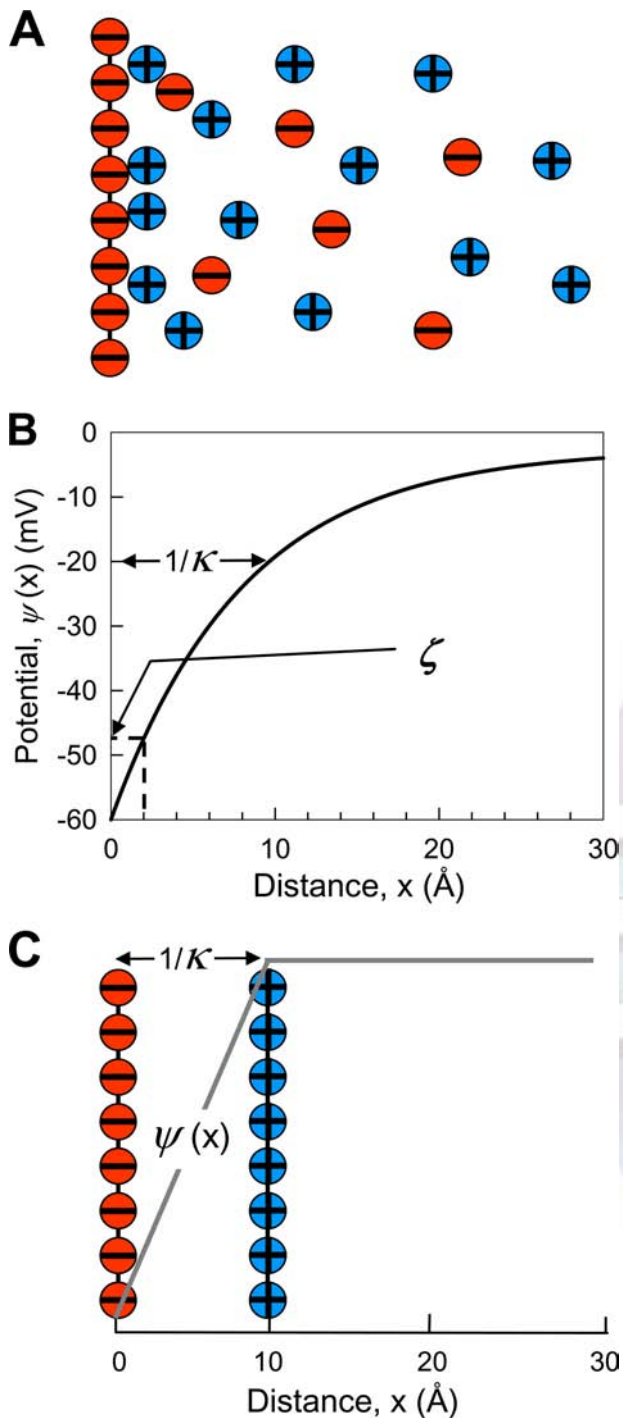 A
B
0
-10
-20
-30
-40
-50
-60
Potential, ψ (x) (mV)
1/κ
ζ
0 10 20 30
Distance, x (Å)
C
1/κ
ψ (x)
0 10 20 30
Distance, x (Å)